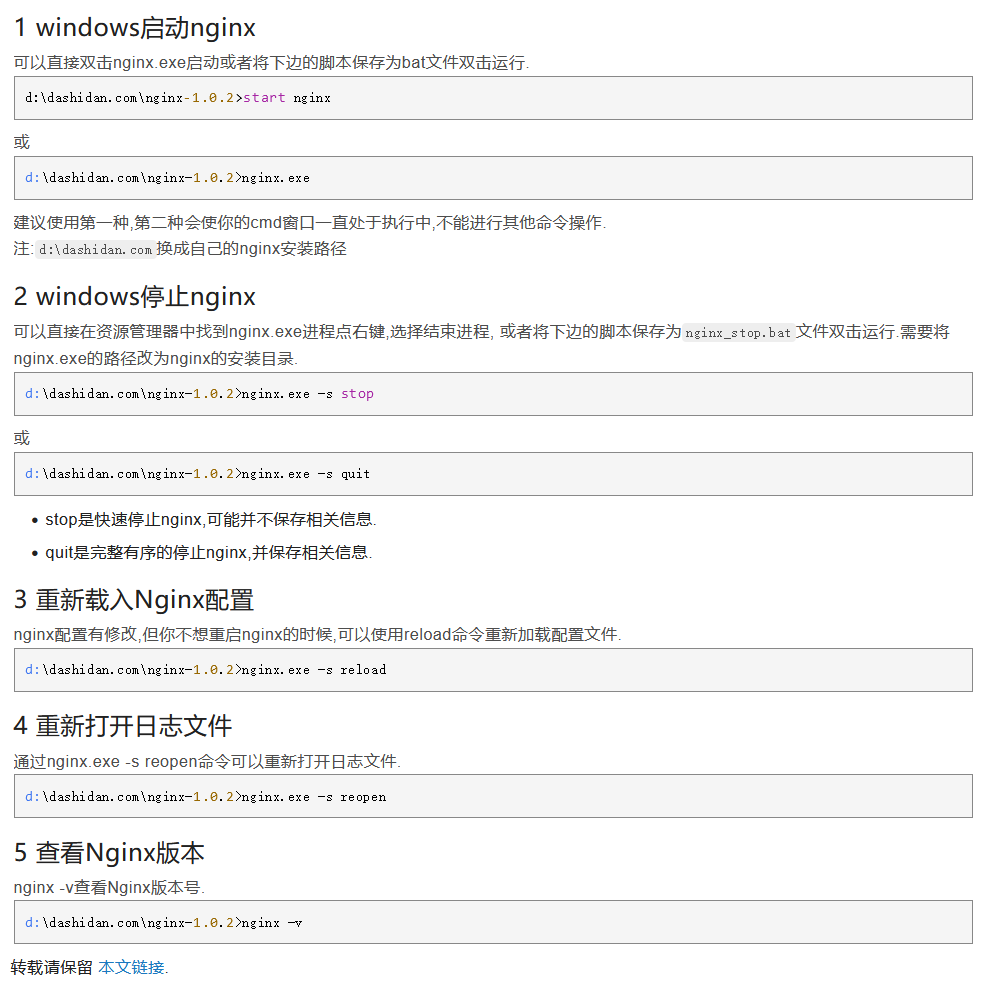 1 windows启动nginx
可以直接双击nginx.exe启动或者将下边的脚本保存为bat文件双击运行.
d:\dashidan.com\nginx-1.0.2>start nginx
或
d:\dashidan.com\nginx-1.0.2>nginx.exe
建议使用第一种,第二种会使你的cmd窗口一直处于执行中,不能进行其他命令操作.
注:d:\dashidan.com换成自己的nginx安装路径
2 windows停止nginx
可以直接在资源管理器中找到nginx.exe进程点右键,选择结束进程, 或者将下边的脚本保存为nginx_stop.bat文件双击运行.需要将
nginx.exe的路径改为nginx的安装目录.
d:\dashidan.com\nginx-1.0.2>nginx.exe -s stop
或
d:\dashidan.com\nginx-1.0.2>nginx.exe -s quit
• stop是快速停止nginx,可能并不保存相关信息.
• quit是完整有序的停止nginx,并保存相关信息.
3 重新载入Nginx配置
nginx配置有修改,但你不想重启nginx的时候,可以使用reload命令重新加载配置文件.
d:\dashidan.com\nginx-1.0.2>nginx.exe -s reload
4 重新打开日志文件
通过nginx.exe -s reopen命令可以重新打开日志文件.
d:\dashidan.com\nginx-1.0.2>nginx.exe -s reopen
5 查看Nginx版本
nginx -v查看Nginx版本号.
d:\dashidan.com\nginx-1.0.2>nginx -v
转载请保留 本文链接.